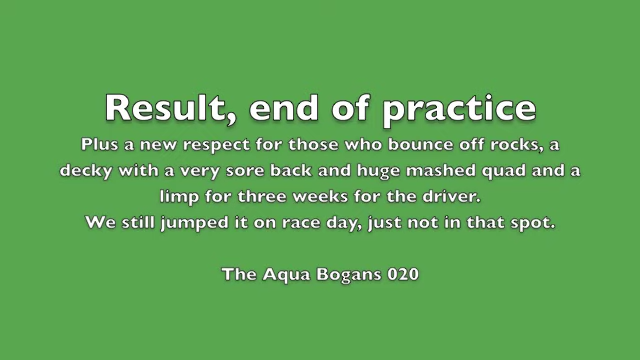 Result, end of practice
Plus a new respect for those who bounce off rocks, a
decky with a very sore back and huge mashed quad and a
limp for three weeks for the driver.
We still jumped it on race day, just not in that spot.
The Aqua Bogans 020